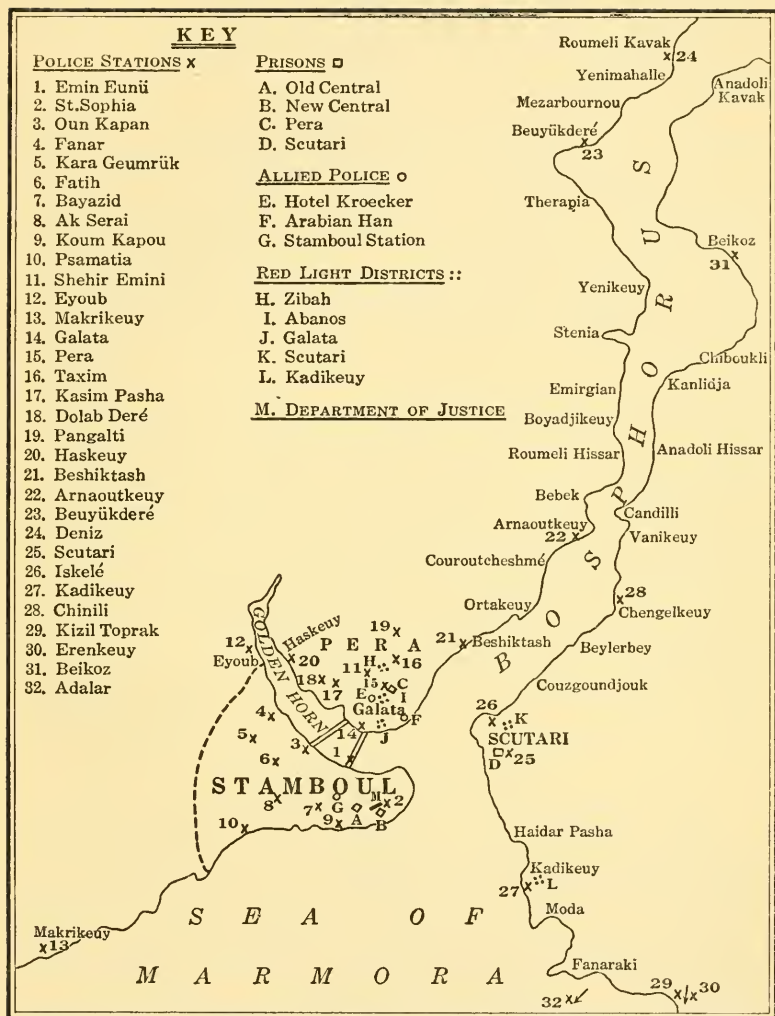 KEY
POLICE STATIONS x
1. Emin Eunü
2. St.Sophia
3. Oun Kapan
4. Fanar
5. Kara Geumrük
6. Fatih
7. Bayazid
8. Ak Serai
9. Koum Kapou
10. Psamatia
11. Shehir Emini
12. Eyoub
13. Makrikeuy
14. Galata
15. Pera
16. Taxim
17. Kasim Pasha
18. Dolab Deré
19. Pangalti
20. Haskeuy
21. Beshiktash
22. Arnaoutkeuy
23. Beuyükderé
24. Deniz
25. Scutari
26. Iskelé
27. Kadikeuy
28. Chinili
29. Kizil Toprak
30. Erenkeuy
31. Beikoz
32. Adalar
PRISONS
A. Old Central
B. New Central
C. Pera
D. Scutari
ALLIED POLICE
E. Hotel Kroecker
F. Arabian Han
G. Stamboul Station
RED LIGHT DISTRICTS ::
H. Zibah
I. Abanos
J. Galata
K. Scutari
L. Kadikeuy
M. DEPARTMENT OF JUSTICE
Roumeli Kavak
x 24
Yenimahalle
Anadoli
Kavak
Mezarbournou
Beuyükderé
x
23
Therapia
Beikoz
x
31
Yenikeuy
Stenia
Chiboukli
Kanlidja
Emirgian
Boyadjikeuy
Roumeli Hissar
Anadoli Hissar
Bebek
Candilli
Arnaoutkeuy
22 x
Vanikeuy
Couroutcheshmé
28
x
Chengelkeuy
Ortakeuy
BOSPHORUS
21 x
Beshiktash
Beylerbey
Couzgoundjouk
GOLDEN HORN
12 x
Eyoub
Haskeuy
x
20
PERA
19 x
H
x 16
11 x
18 x
x
17
15 x
C
E
I
Galata
F
14
x
J
4 x
5 x
3 x
6 x
1
x
26
x
K
SCUTARI
D
x 25
STAMBOUL
8 x
7 x
G
A
M
x 2
B
9 x
10 x
Haidar Pasha
Kadikeuy
27 x
L
Moda
Makrikeuy
x 13
SEA OF
MARMORA
Fanaraki
32 x
29 x
x 30